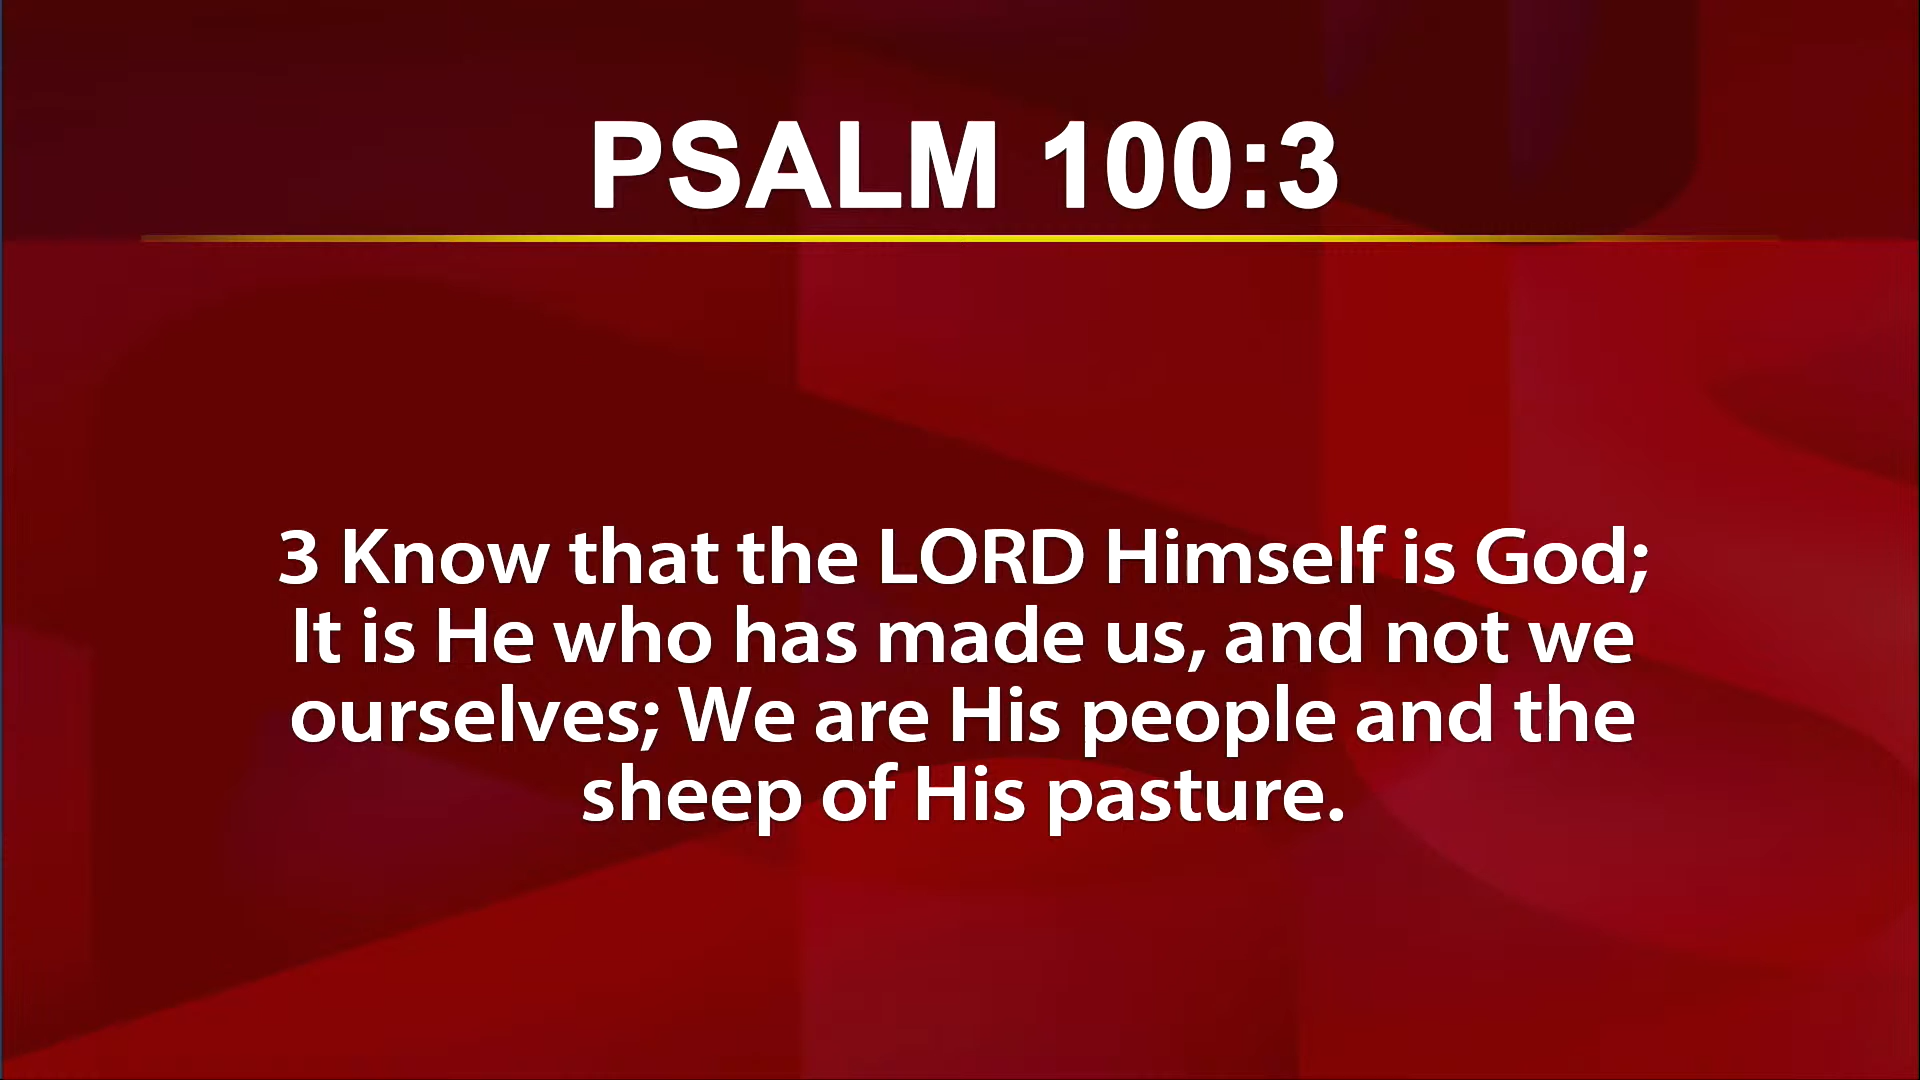 PSALM 100:3
3 Know that the LORD Himself is God;
It is He who has made us, and not we
ourselves; We are His people and the
sheep of His pasture.